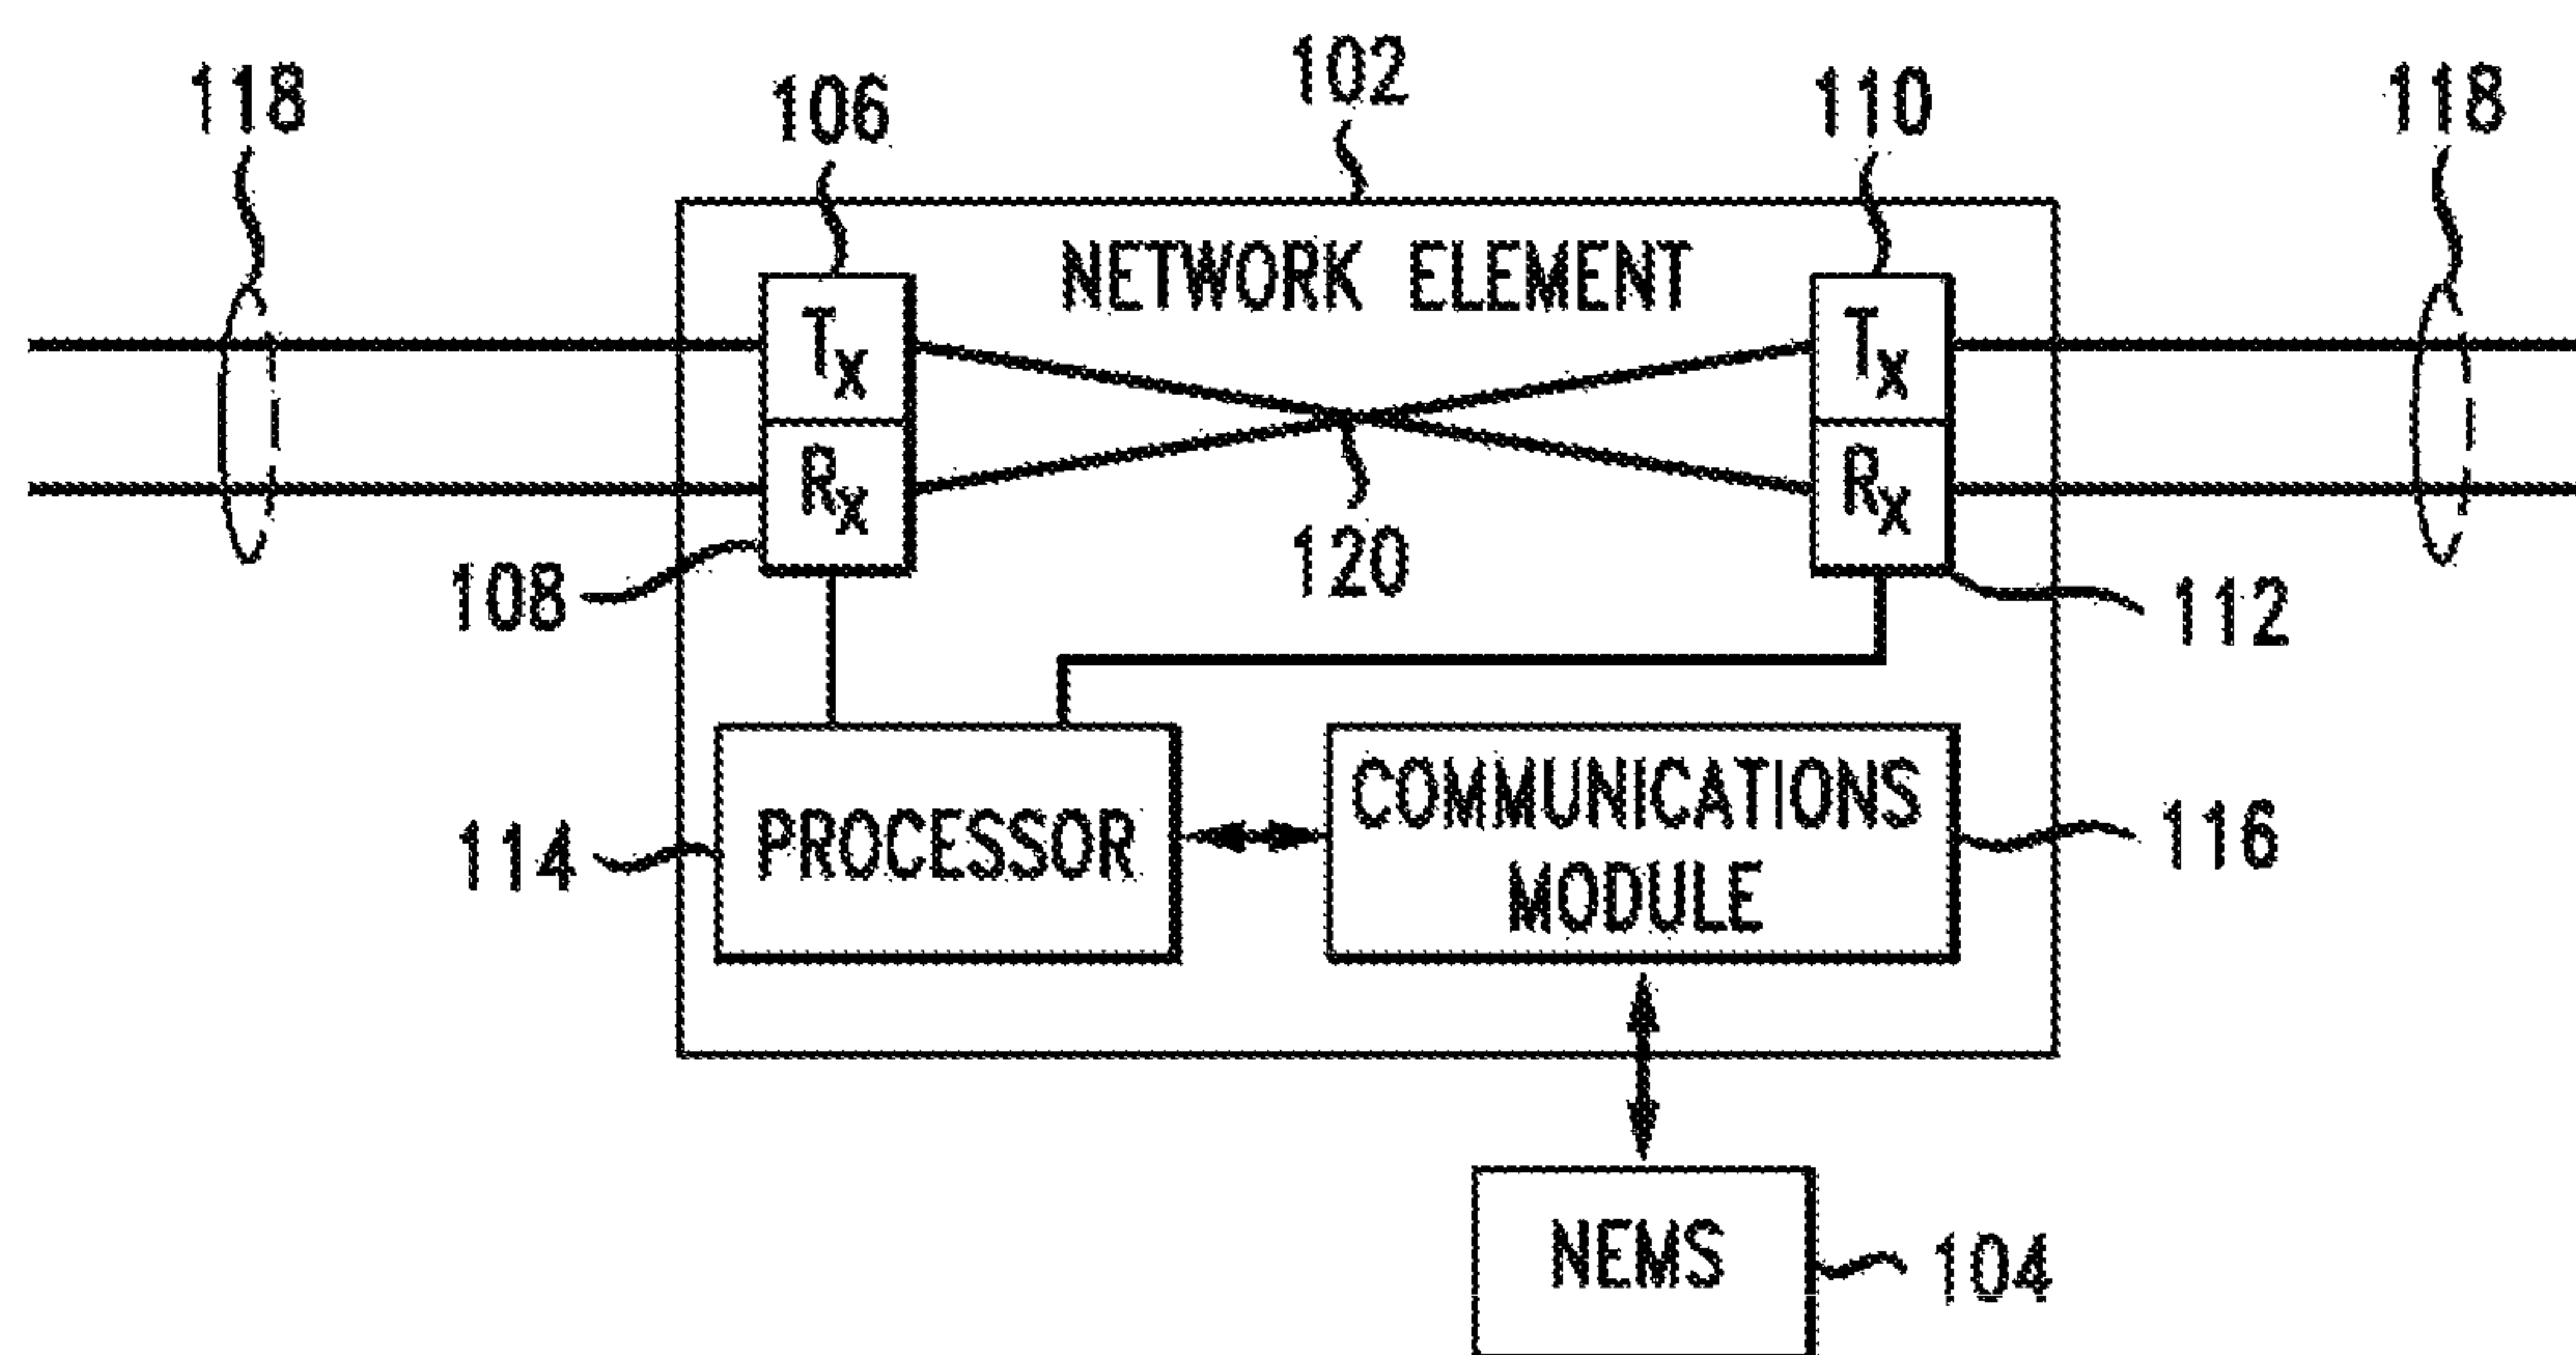 118
106
102
110
118
NETWORK ELEMENT
Tx
Tx
Rx
Rx
108
120
112
114
PROCESSOR
COMMUNICATIONS
MODULE
116
NEMS
104